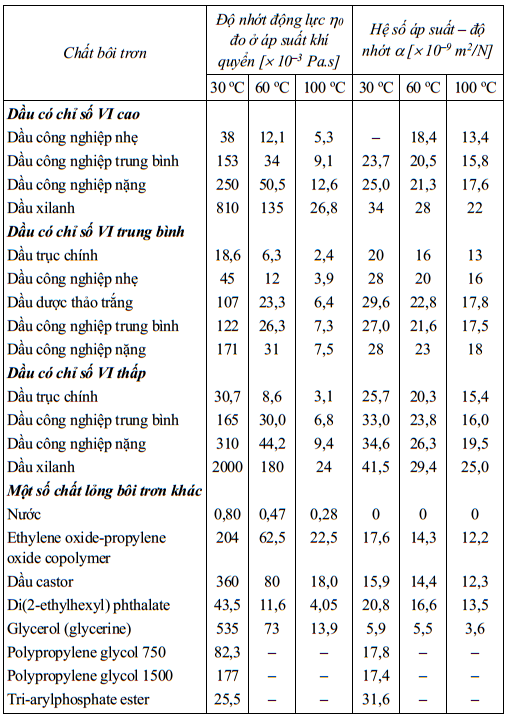 Chất bôi trơn
Độ nhớt động lực η0 đo ở áp suất khí quyển [× 10–3 Pa.s]
Hệ số áp suất – độ nhớt α [× 10–9 m2/N]
30 ºC 60 ºC 100 ºC 30 ºC 60 ºC 100 ºC
Dầu có chỉ số VI cao
Dầu công nghiệp nhẹ 38 12,1 5,3 – 18,4 13,4
Dầu công nghiệp trung bình 153 34 9,1 23,7 20,5 15,8
Dầu công nghiệp nặng 250 50,5 12,6 25,0 21,3 17,6
Dầu xilanh 810 135 26,8 34 28 22
Dầu có chỉ số VI trung bình
Dầu trục chính 18,6 6,3 2,4 20 16 13
Dầu công nghiệp nhẹ 45 12 3,9 28 20 16
Dầu dược thảo trắng 107 23,3 6,4 29,6 22,8 17,8
Dầu công nghiệp trung bình 122 26,3 7,3 27,0 21,6 17,5
Dầu công nghiệp nặng 171 31 7,5 28 23 18
Dầu có chỉ số VI thấp
Dầu trục chính 30,7 8,6 3,1 25,7 20,3 15,4
Dầu công nghiệp trung bình 165 30,0 6,8 33,0 23,8 16,0
Dầu công nghiệp nặng 310 44,2 9,4 34,6 26,3 19,5
Dầu xilanh 2000 180 24 41,5 29,4 25,0
Một số chất lỏng bôi trơn khác
Nước 0,80 0,47 0,28 0 0 0
Ethylene oxide-propylene 204 62,5 22,5 17,6 14,3 12,2
oxide copolymer
Dầu castor 360 80 18,0 15,9 14,4 12,3
Di(2-ethylhexyl) phthalate 43,5 11,6 4,05 20,8 16,6 13,5
Glycerol (glycerine) 535 73 13,9 5,9 5,5 3,6
Polypropylene glycol 750 82,3 – – 17,8 – –
Polypropylene glycol 1500 177 – – 17,4 – –
Tri-arylphosphate ester 25,5 – – 31,6 – –